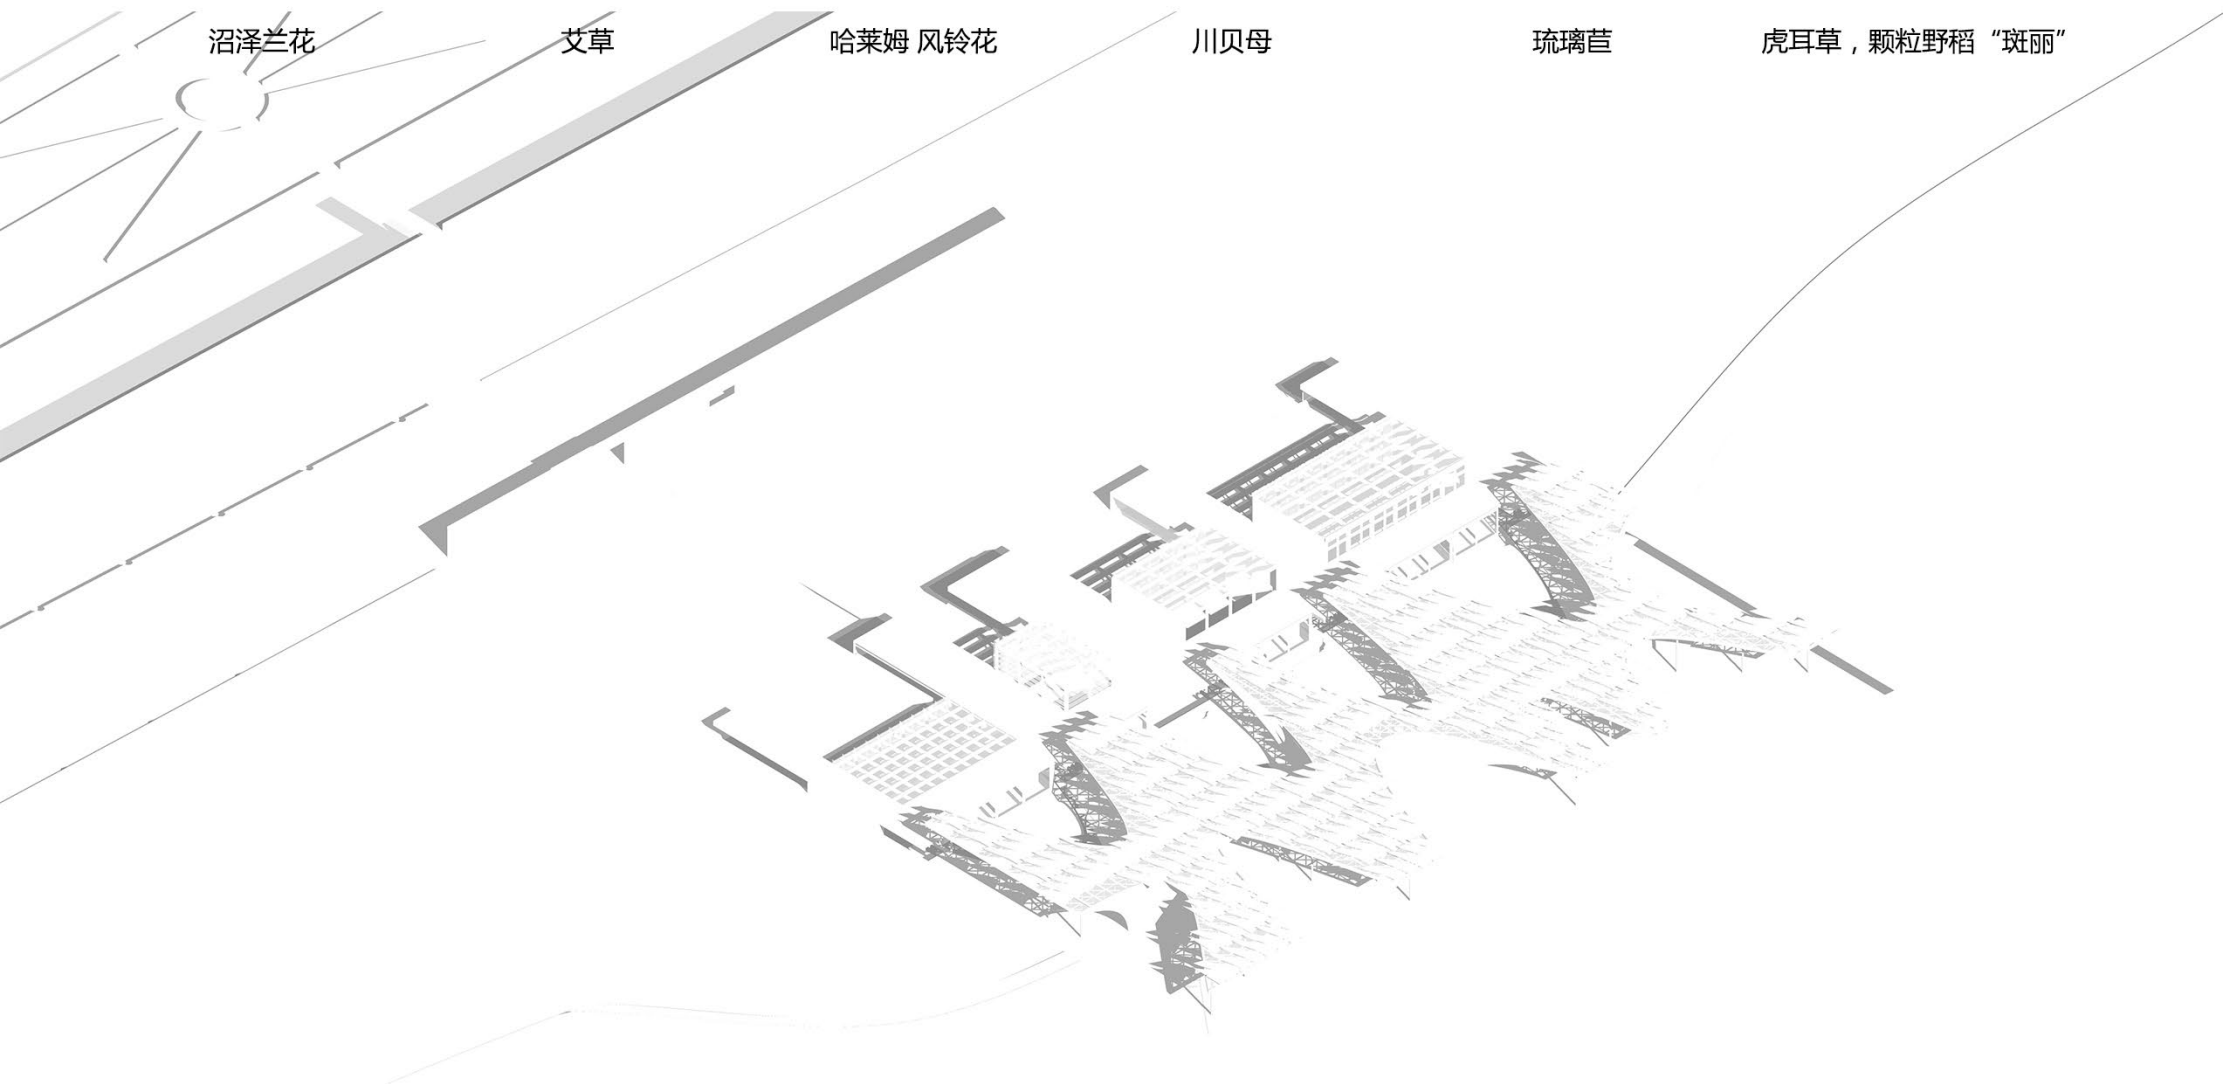 沼泽兰花
艾草
哈莱姆 风铃花
川贝母
琉璃苣
虎耳草，颗粒野稻“斑丽”